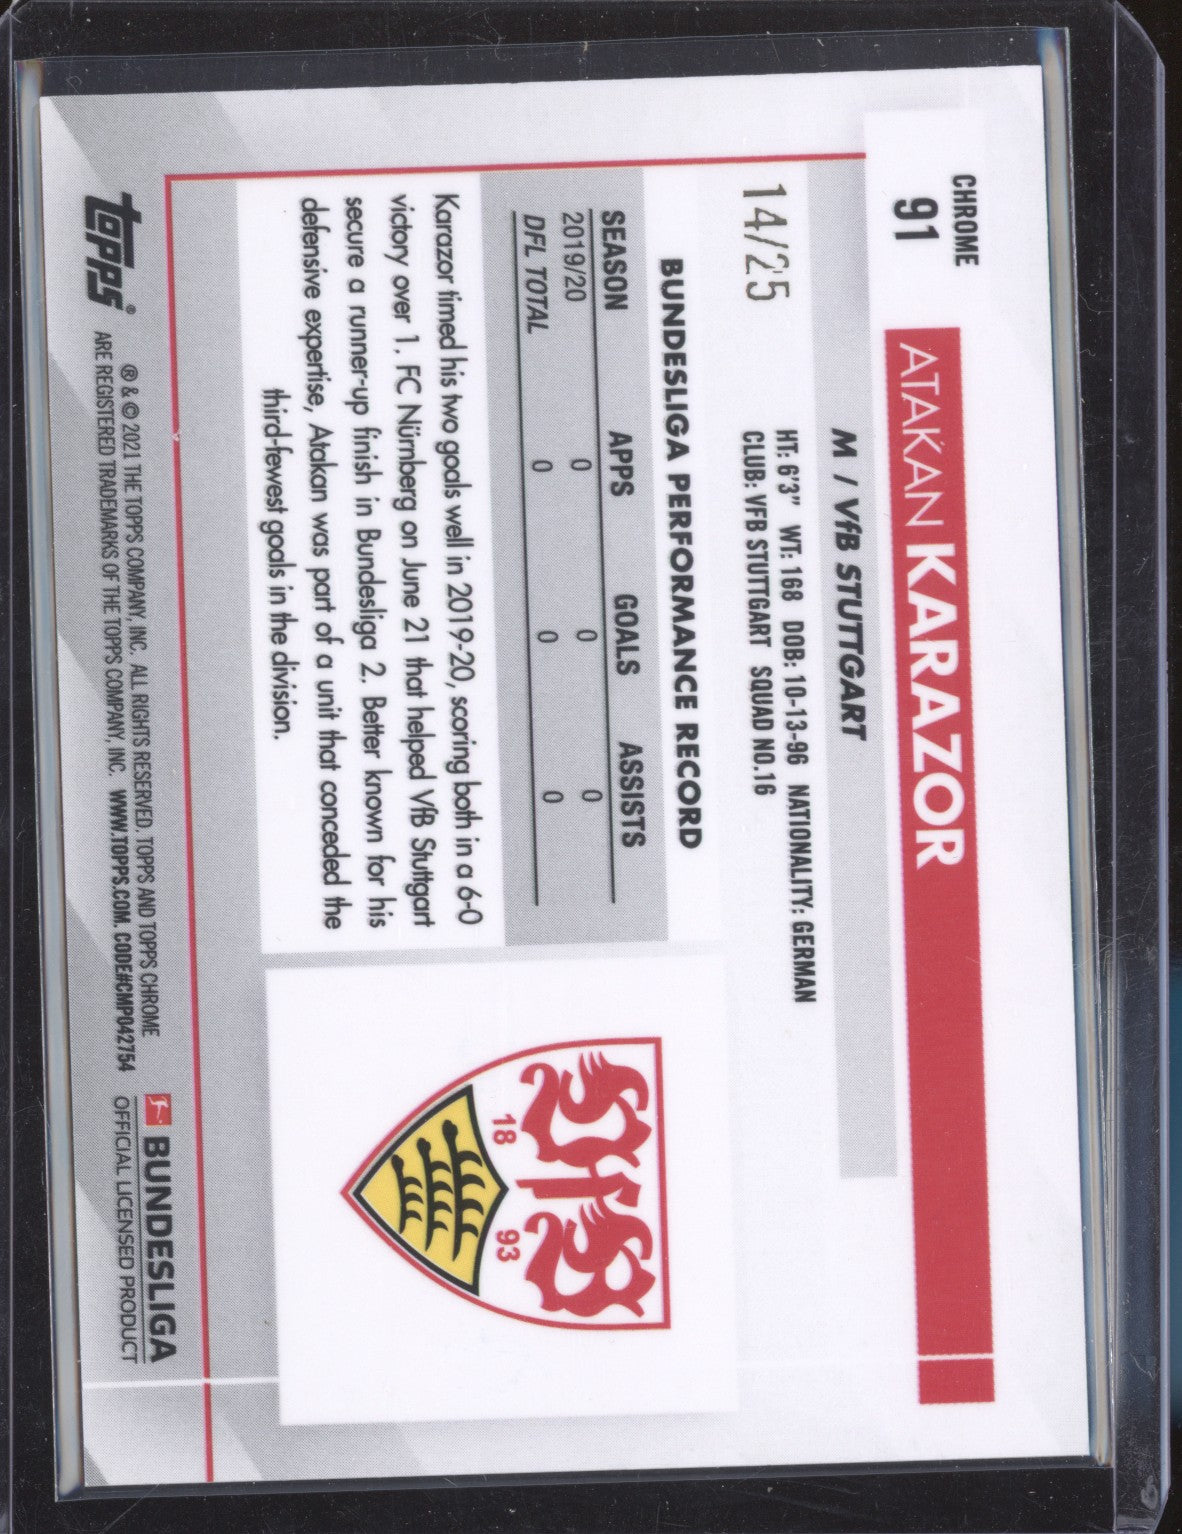 CHROME
91
ATAKAN KARAZOR
M / VfB STUTTGART
14/25
HT: 6'3" WT: 168 DOB: 10-13-96 NATIONALITY: GERMAN
CLUB: VFB STUTTGART SQUAD NO.16
BUNDESLIGA PERFORMANCE RECORD
SEASON APPS GOALS ASSISTS
2019/20 0 0 0
DFL TOTAL 0 0 0
Karazor timed his two goals well in 2019-20, scoring both in a 6-0
victory over 1. FC Nürnberg on June 21 that helped VfB Stuttgart
secure a runner-up finish in Bundesliga 2. Better known for his
defensive expertise, Atakan was part of a unit that conceded the
third-fewest goals in the division.
18 93
topps®
® & © 2021 THE TOPPS COMPANY, INC. ALL RIGHTS RESERVED. TOPPS AND TOPPS CHROME
ARE REGISTERED TRADEMARKS OF THE TOPPS COMPANY, INC. WWW.TOPPS.COM. CODE#CMP042754
BUNDESLIGA
OFFICIAL LICENSED PRODUCT